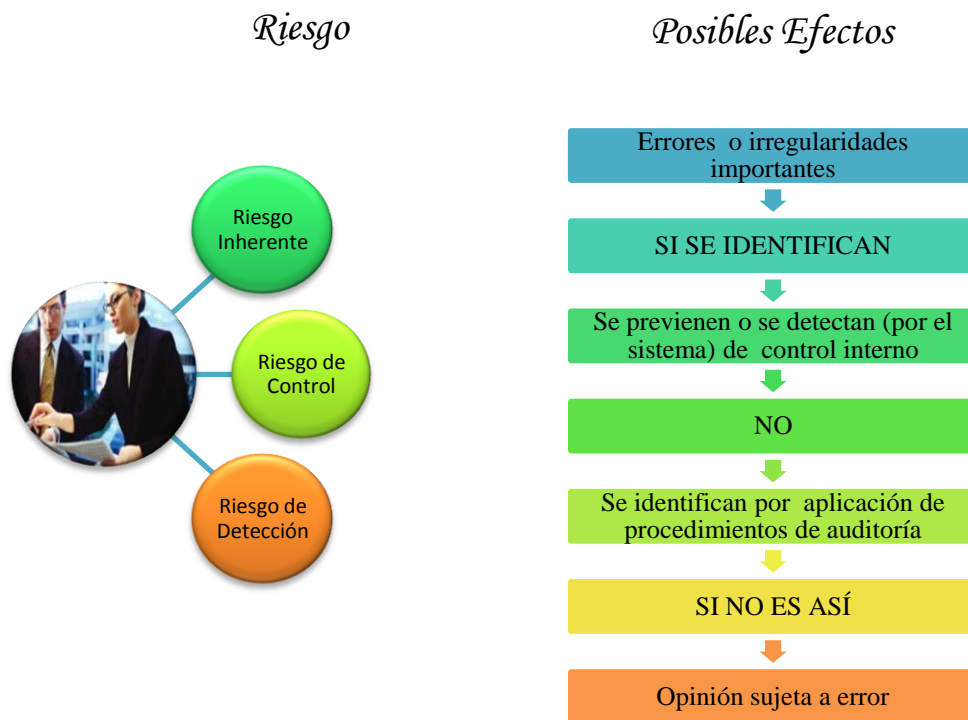 Riesgo
Posibles Efectos
Riesgo
Inherente
Riesgo de
Control
Riesgo de
Detección
Errores o irregularidades
importantes
SI SE IDENTIFICAN
Se previenen o se detectan (por el
sistema) de control interno
NO
Se identifican por aplicación de
procedimientos de auditoría
SI NO ES ASÍ
Opinión sujeta a error